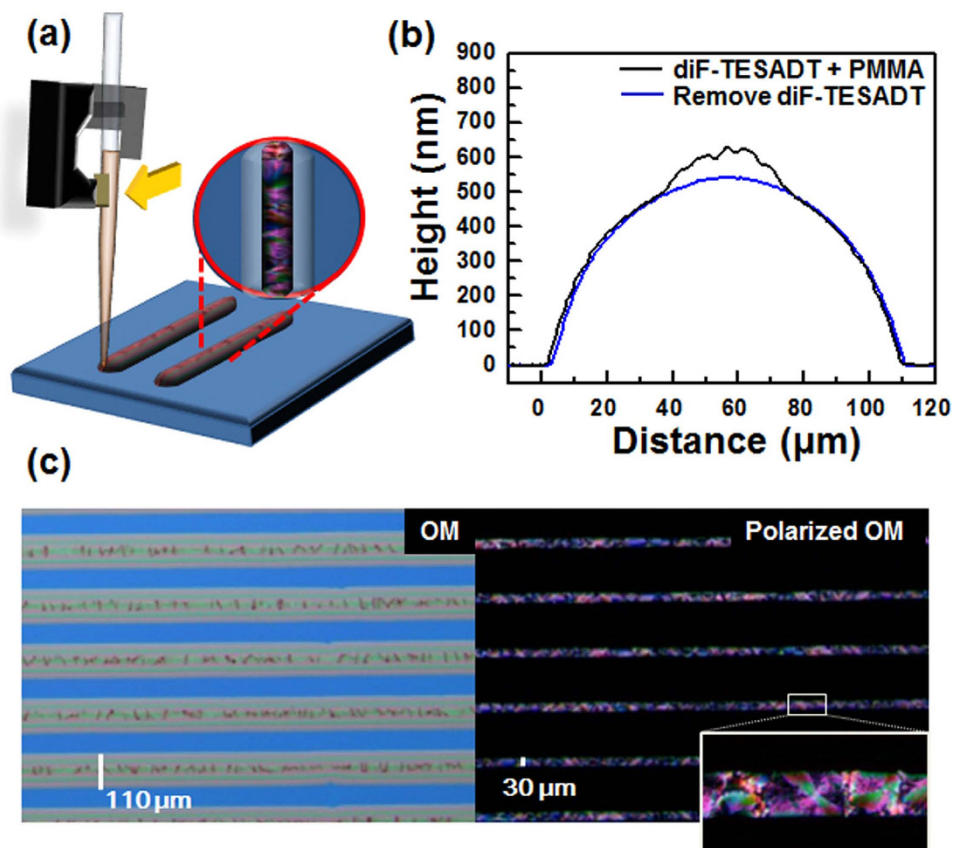 (a)
(b)
900
800
700
600
500
400
300
200
100
0
Height (nm)
diF-TESADT + PMMA
Remove diF-TESADT
0 20 40 60 80 100 120
Distance (μm)
(c)
OM
Polarized OM
110 μm
30 μm